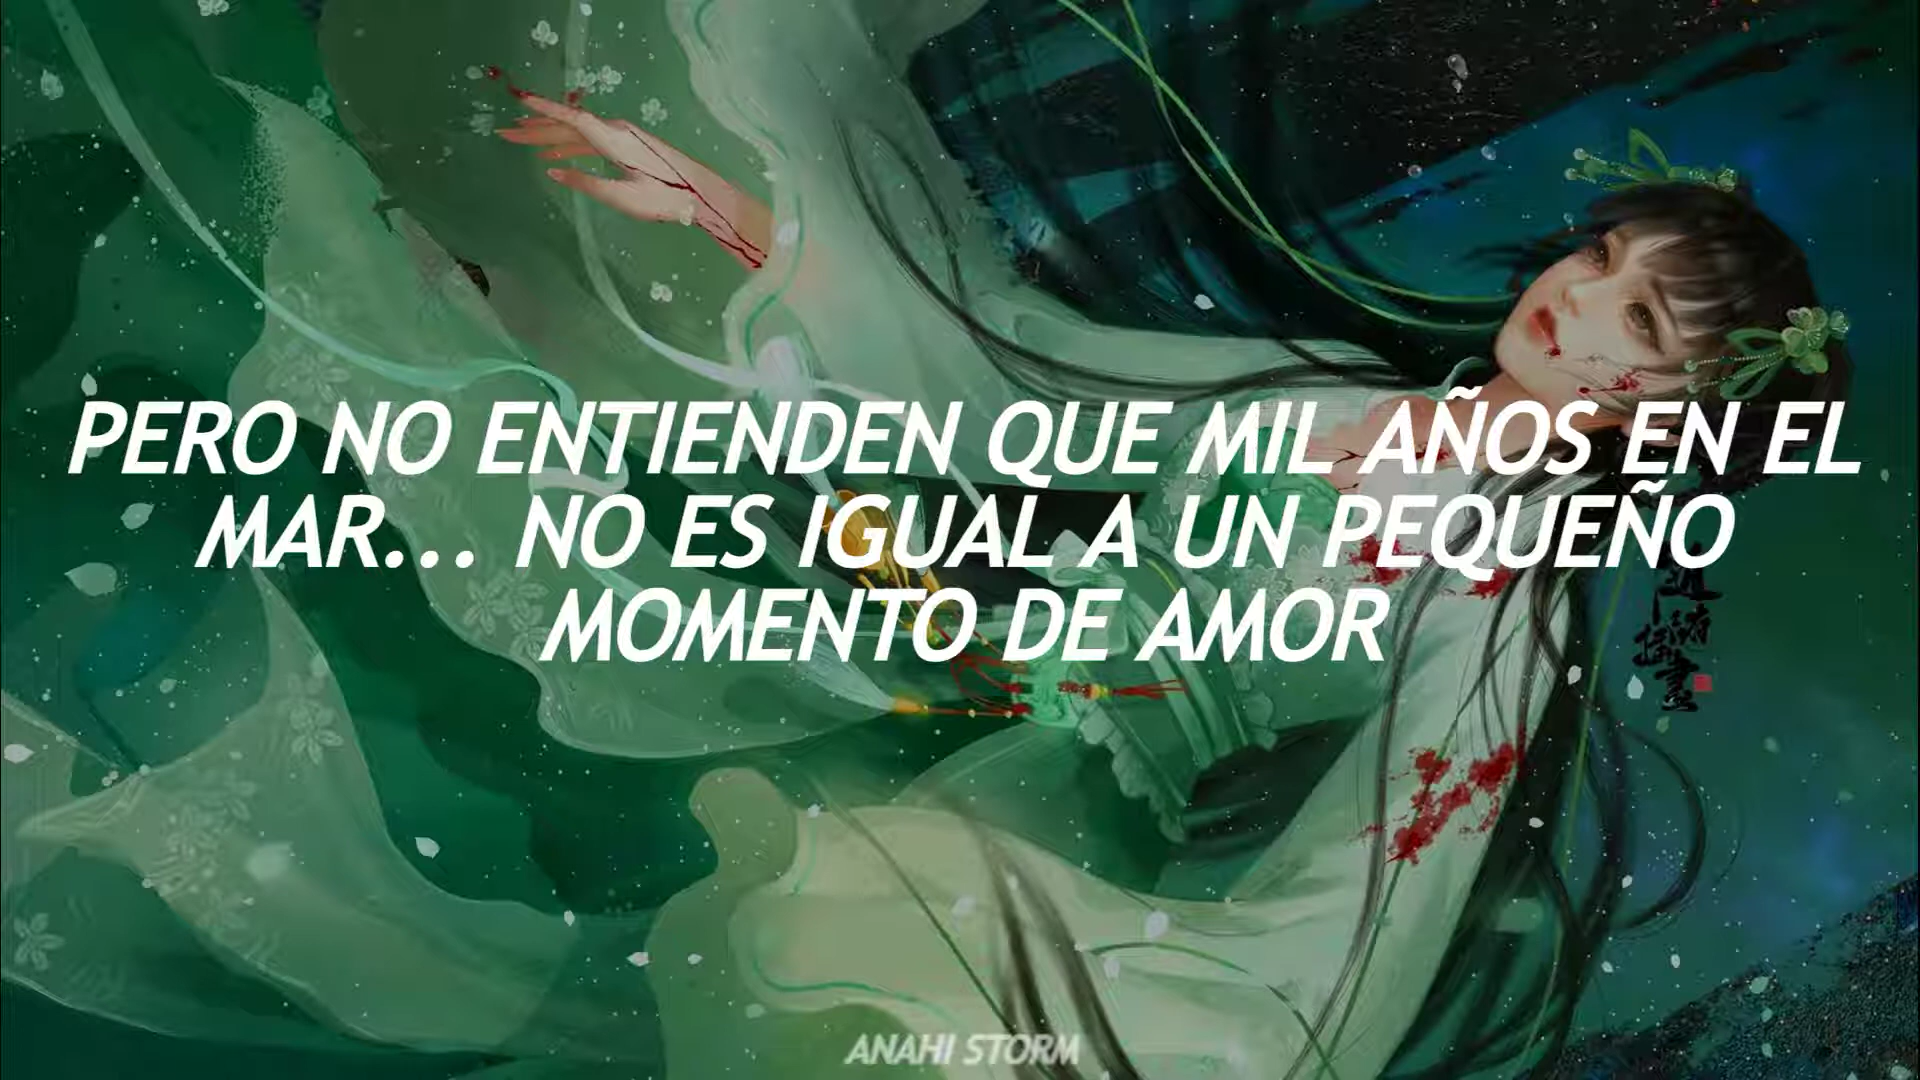 PERO NO ENTIENDEN QUE MIL AÑOS EN EL
MAR... NO ES IGUAL A UN PEQUEÑO
MOMENTO DE AMOR
ANAHI STORM